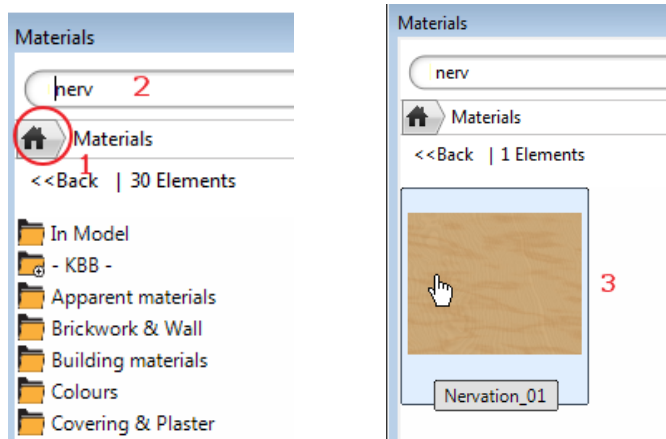 Materials
nerv 2
Materials
1
<<Back | 30 Elements
In Model
- KBB -
Apparent materials
Brickwork & Wall
Building materials
Colours
Covering & Plaster
Materials
nerv
Materials
<<Back | 1 Elements
3
Nervation_01